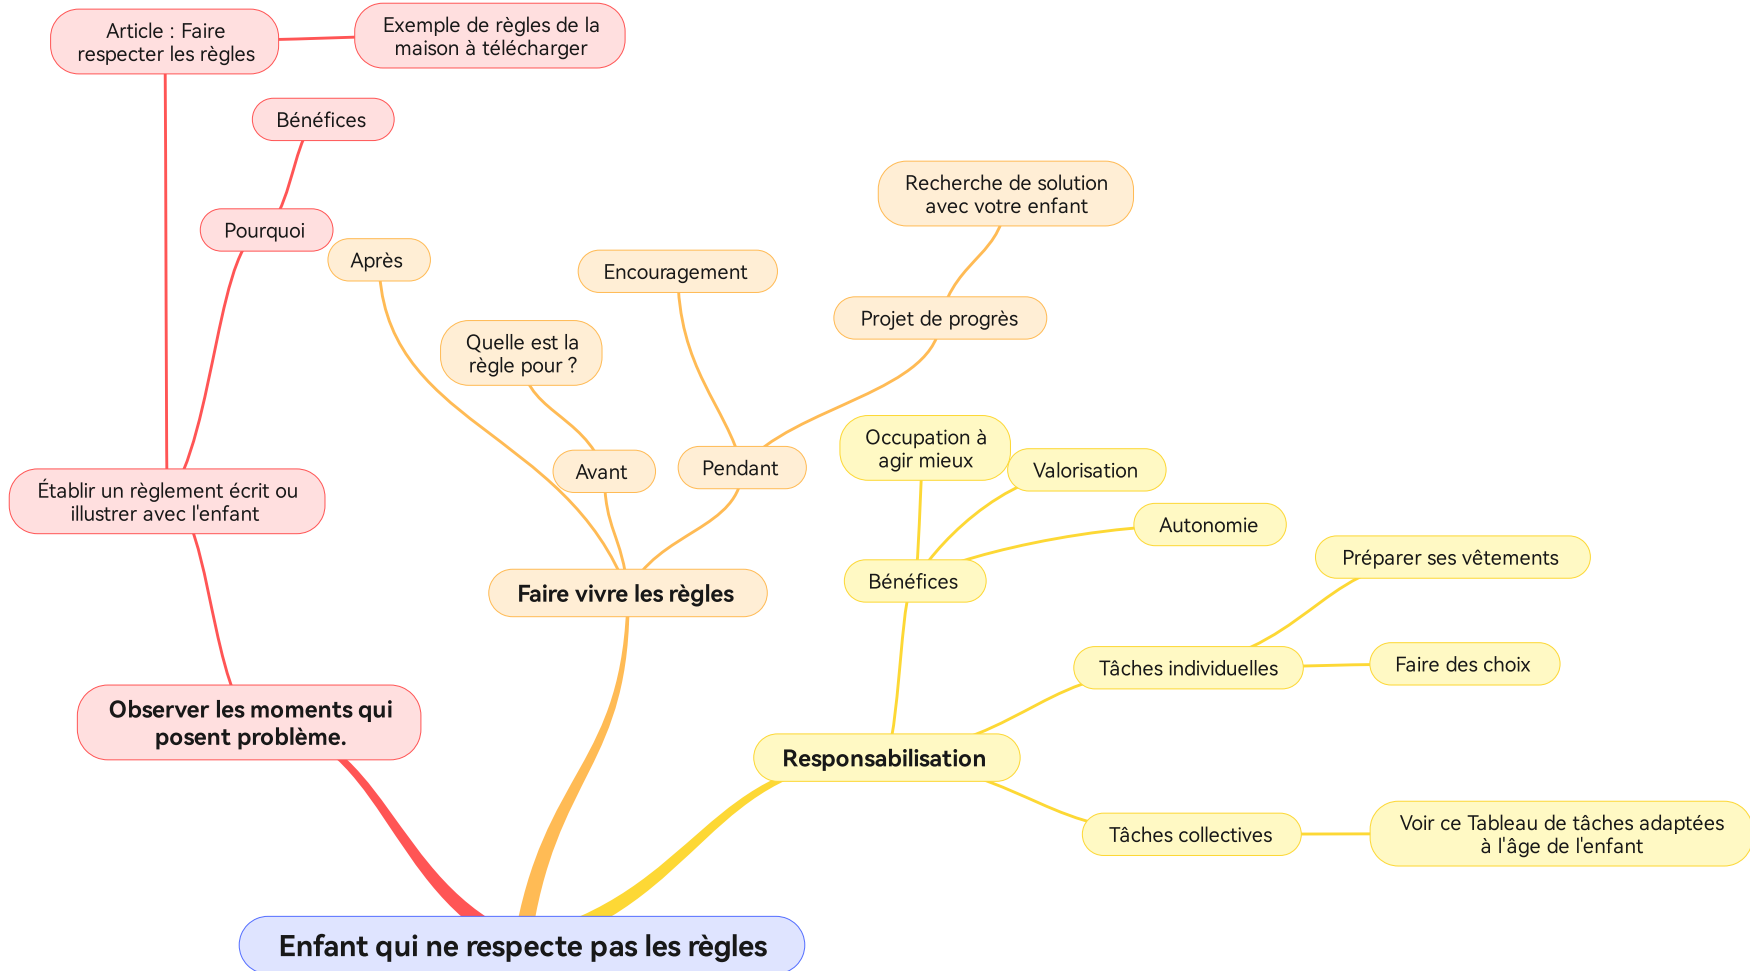 Article : Faire
respecter les règles
Exemple de règles de la
maison à télécharger
Bénéfices
Pourquoi
Après
Encouragement
Recherche de solution
avec votre enfant
Projet de progrès
Quelle est la
règle pour ?
Avant
Pendant
Établir un règlement écrit ou
illustrer avec l'enfant
Faire vivre les règles
Observer les moments qui
posent problème.
Occupation à
agir mieux
Valorisation
Autonomie
Bénéfices
Préparer ses vêtements
Tâches individuelles
Faire des choix
Responsabilisation
Tâches collectives
Voir ce Tableau de tâches adaptées
à l'âge de l'enfant
Enfant qui ne respecte pas les règles